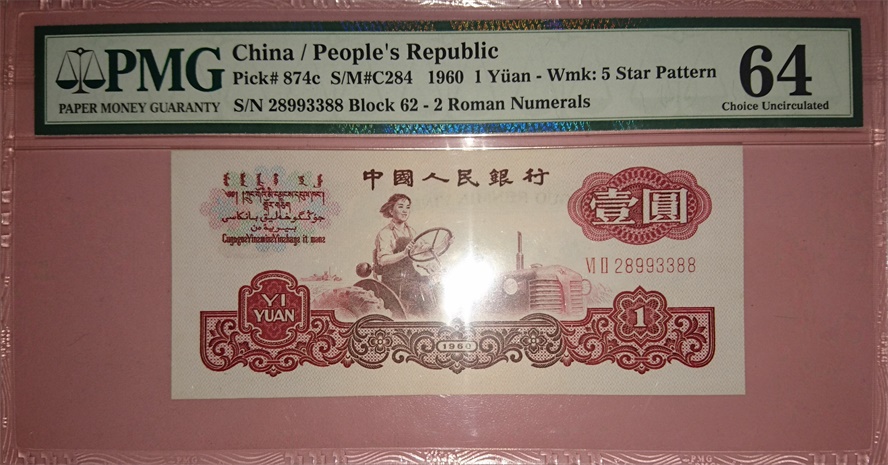 PMG
PAPER MONEY GUARANTY
China / People's Republic
Pick# 874c S/M#C284 1960 1 Yüan - Wmk: 5 Star Pattern
S/N 28993388 Block 62 - 2 Roman Numerals
64
Choice Uncirculated
中國人民銀行
壹圓
VI II 28993388
YI
YUAN
1
1960